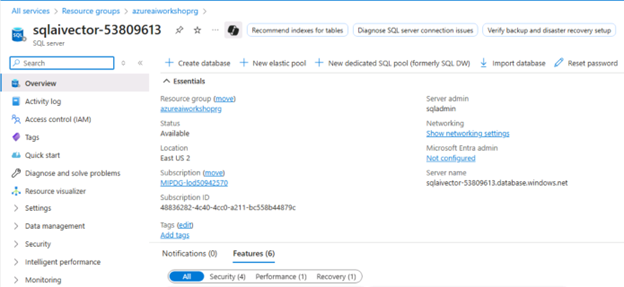 All services > Resource groups > azureaiworkshoprg >
sqlaivector-53809613
SQL server
Recommend indexes for tables
Diagnose SQL server connection issues
Verify backup and disaster recovery setup
Search
Overview
Activity log
Access control (IAM)
Tags
Quick start
Diagnose and solve problems
Resource visualizer
Settings
Data management
Security
Intelligent performance
Monitoring
Create database
New elastic pool
New dedicated SQL pool (formerly SQL DW)
Import database
Reset password
Essentials
Resource group (move)
azureaiworkshoprg
Status
Available
Location
East US 2
Subscription (move)
MIPDG-lod50942570
Subscription ID
48836282-4c40-4cc0-a211-bc558b44879c
Tags (edit)
Add tags
Server admin
sqladmin
Networking
Show networking settings
Microsoft Entra admin
Not configured
Server name
sqlaivector-53809613.database.windows.net
Notifications (0)
Features (6)
All
Security (4)
Performance (1)
Recovery (1)